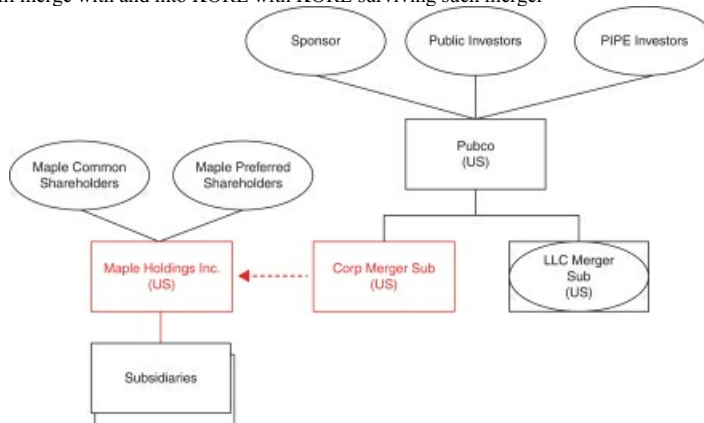 merge with and into KORE with KORE surviving such merger
Sponsor
Public Investors
PIPE Investors
Pubco
(US)
Maple Common
Shareholders
Maple Preferred
Shareholders
Maple Holdings Inc.
(US)
Corp Merger Sub
(US)
LLC Merger
Sub
(US)
Subsidiaries